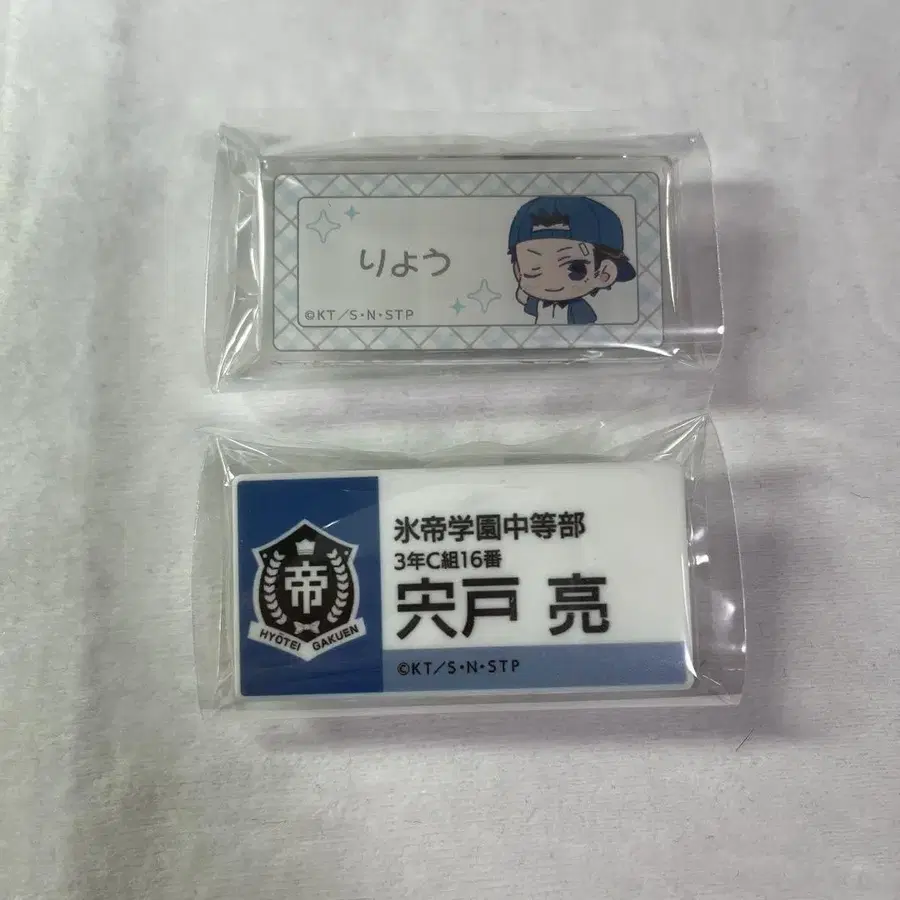 りょう
©KT/S・N・STP
氷帝学園中等部
3年C組16番
宍戸 亮
帝
HYŌTEI GAKUEN
©KT/S・N・STP